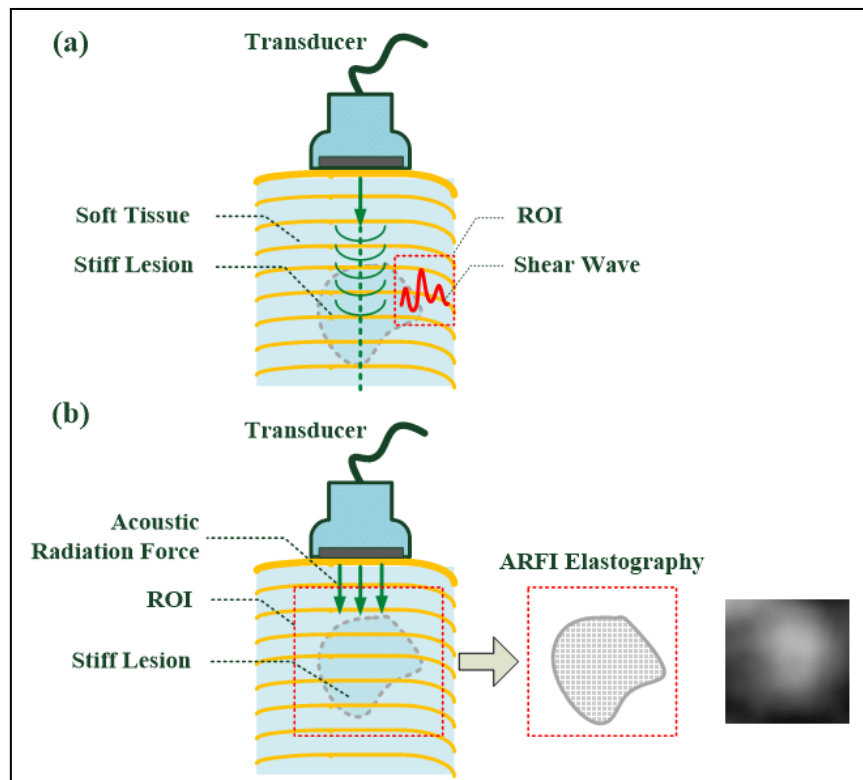 (a)
Transducer
Soft Tissue
ROI
Stiff Lesion
Shear Wave
(b)
Transducer
Acoustic
Radiation Force
ARFI Elastography
ROI
Stiff Lesion